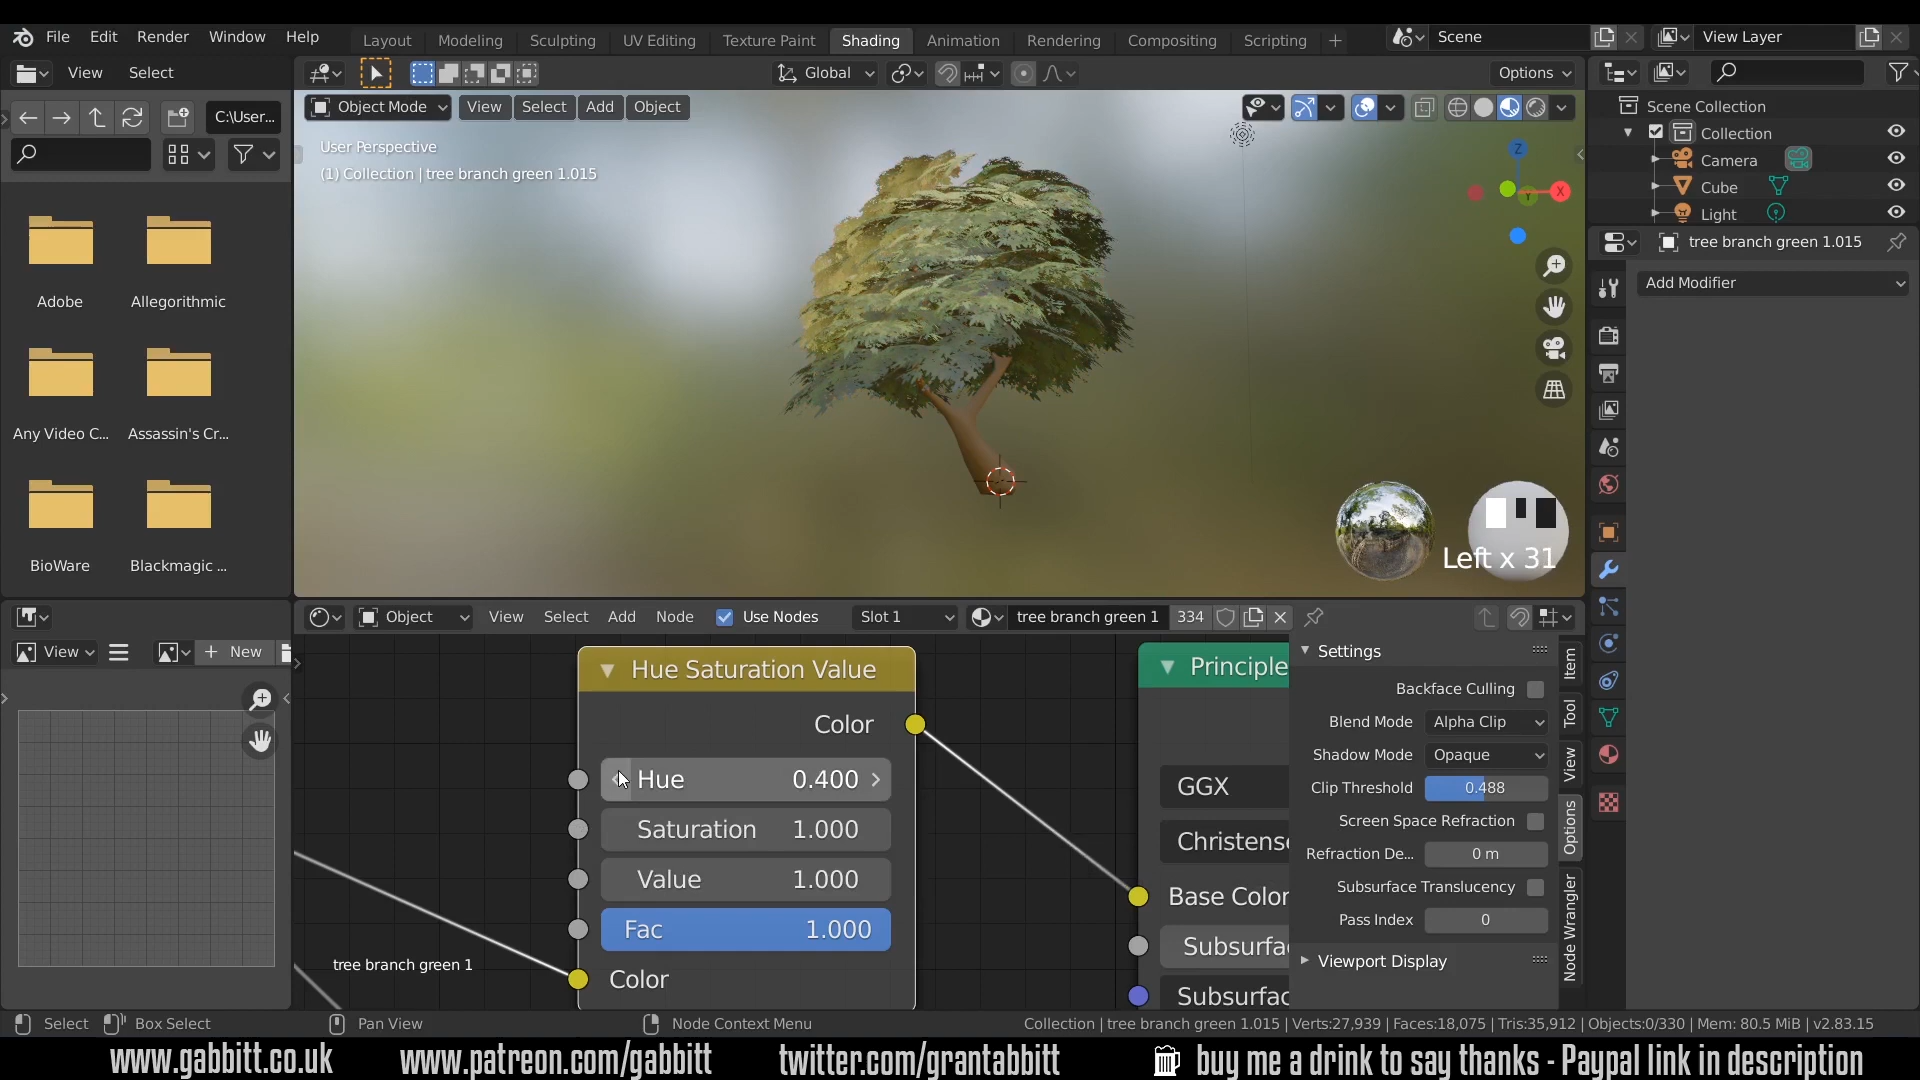 File Edit Render Window Help Layout Modeling Sculpting UV Editing Texture Paint Shading Animation Rendering Compositing Scripting + Scene View Layer
View Select Global Options
C:\User...
Object Mode View Select Add Object
User Perspective
(1) Collection | tree branch green 1.015
Z
X
Y
Scene Collection
Collection
Camera
Cube
Light
tree branch green 1.015
Add Modifier
Adobe Allegorithmic
Any Video C... Assassin's Cr...
BioWare Blackmagic ...
Left x 31
Object View Select Add Node Use Nodes Slot 1 tree branch green 1 334
View + New
Hue Saturation Value
Color
Hue 0.400
Saturation 1.000
Value 1.000
Fac 1.000
Color
tree branch green 1
Principle
GGX
Christense
Base Color
Subsurfac
Subsurfac
Settings
Backface Culling
Blend Mode Alpha Clip
Shadow Mode Opaque
Clip Threshold 0.488
Screen Space Refraction
Refraction De... 0 m
Subsurface Translucency
Pass Index 0
Viewport Display
Item
Tool
View
Options
Node Wrangler
Select Box Select Pan View Node Context Menu Collection | tree branch green 1.015 | Verts:27,939 | Faces:18,075 | Tris:35,912 | Objects:0/330 | Mem: 80.5 MiB | v2.83.15
www.gabbitt.co.uk www.patreon.com/gabbitt twitter.com/grantabbitt buy me a drink to say thanks - Paypal link in description